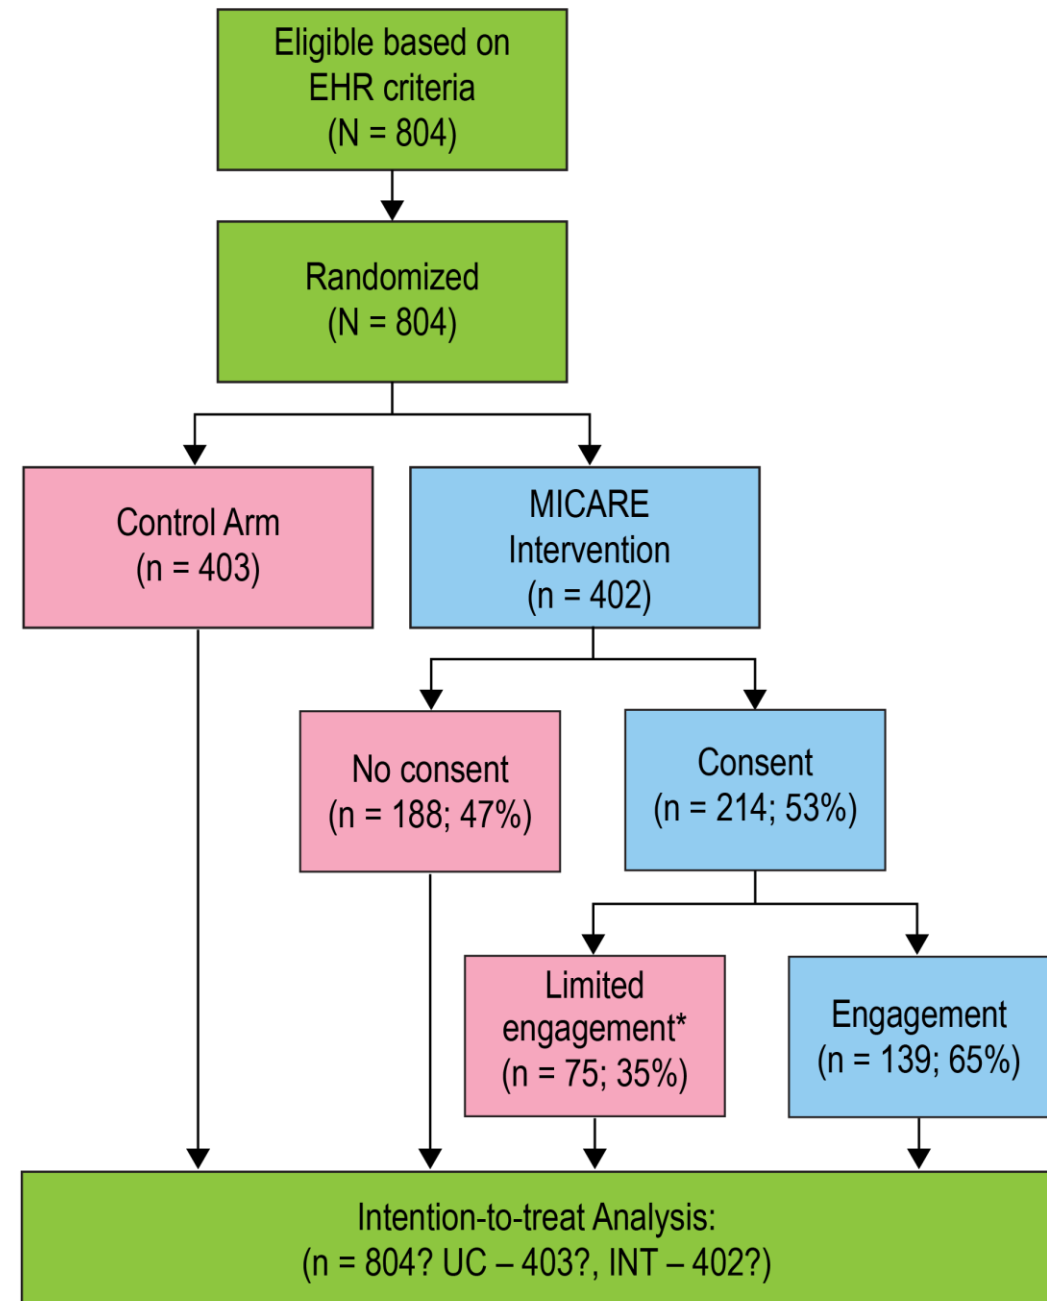 Eligible based on
EHR criteria
(N = 804)
Randomized
(N = 804)
Control Arm
(n = 403)
MICARE
Intervention
(n = 402)
No consent
(n = 188; 47%)
Consent
(n = 214; 53%)
Limited
engagement*
(n = 75; 35%)
Engagement
(n = 139; 65%)
Intention-to-treat Analysis:
(n = 804? UC – 403?, INT – 402?)